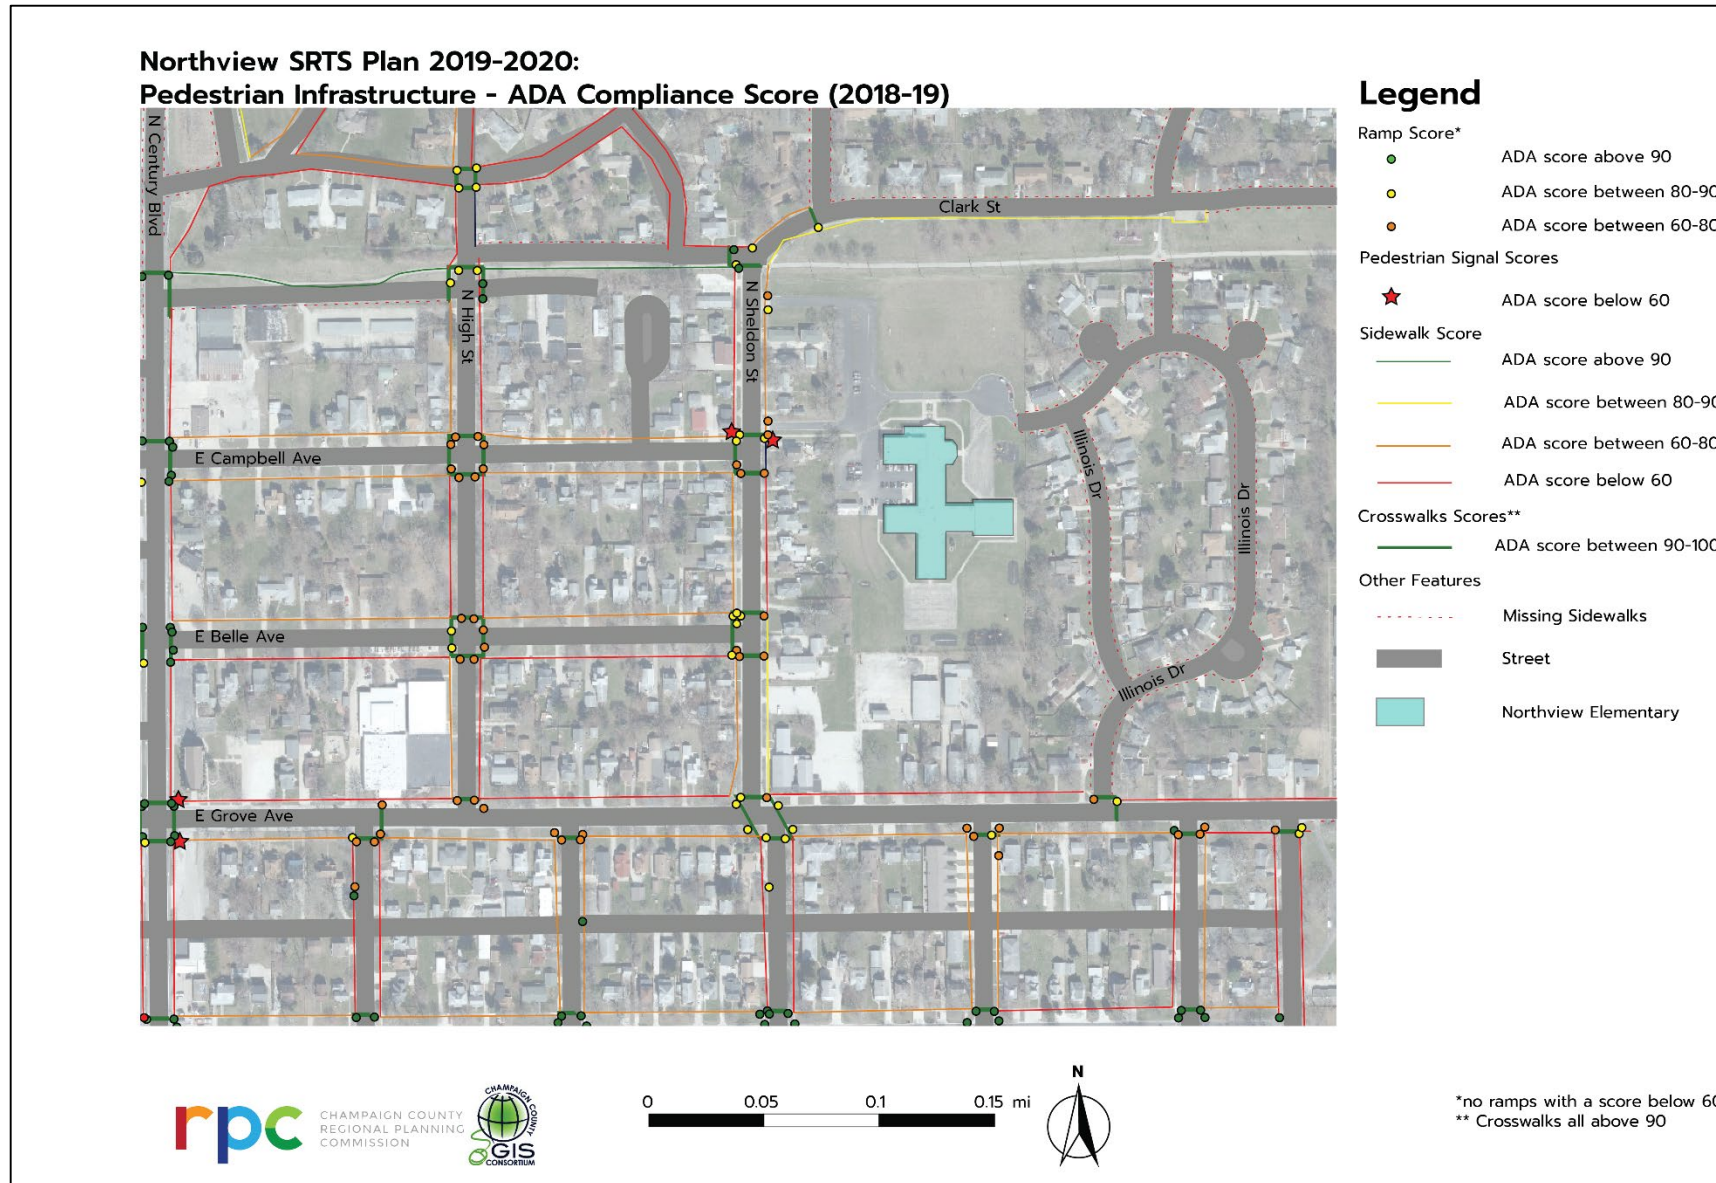 Northview SRTS Plan 2019-2020:
Pedestrian Infrastructure - ADA Compliance Score (2018-19)
N Century Blvd
Clark St
N High St
N Sheldon St
E Campbell Ave
Illinois Dr
Illinois Dr
E Belle Ave
Illinois Dr
E Grove Ave
Legend
Ramp Score*
ADA score above 90
ADA score between 80-90
ADA score between 60-80
Pedestrian Signal Scores
ADA score below 60
Sidewalk Score
ADA score above 90
ADA score between 80-90
ADA score between 60-80
ADA score below 60
Crosswalks Scores**
ADA score between 90-100
Other Features
Missing Sidewalks
Street
Northview Elementary
rpc
CHAMPAIGN COUNTY
REGIONAL PLANNING
COMMISSION
CHAMPAIGN COUNTY
GIS
CONSORTIUM
0 0.05 0.1 0.15 mi
N
*no ramps with a score below 60
** Crosswalks all above 90